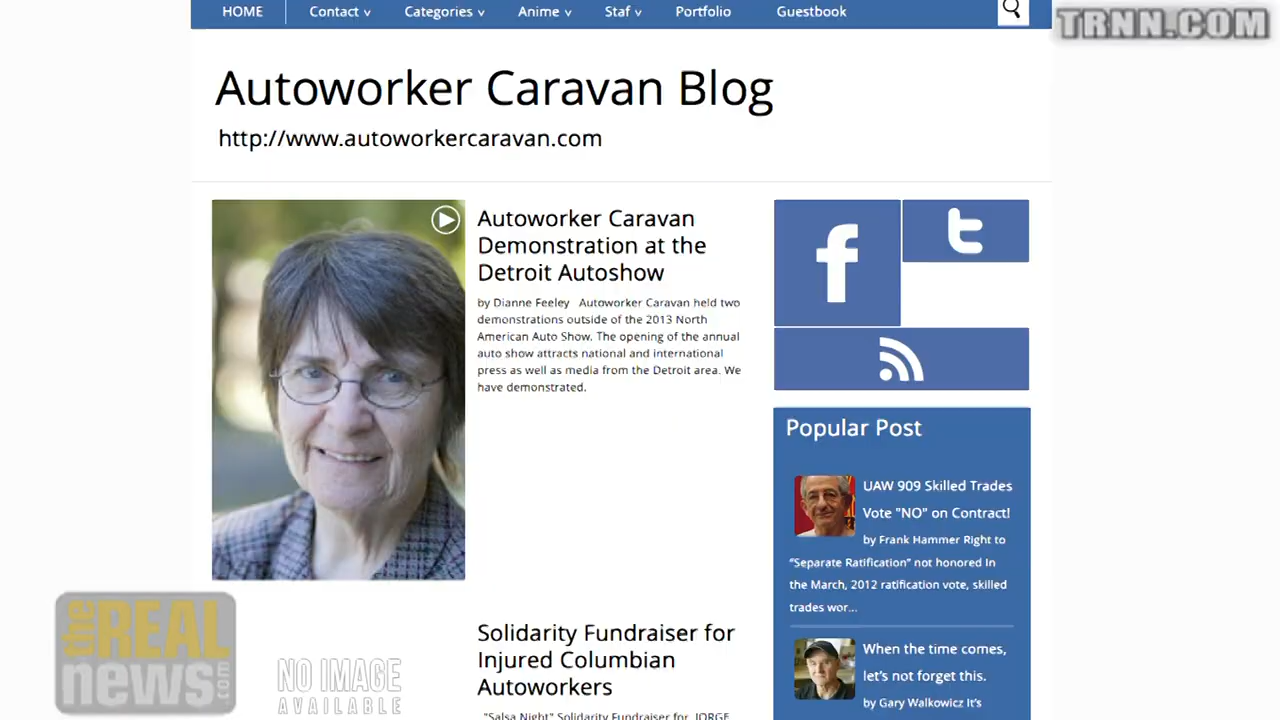 HOME Contact Categories Anime Staf Portfolio Guestbook
TRNN.COM
Autoworker Caravan Blog
http://www.autoworkercaravan.com
Autoworker Caravan
Demonstration at the
Detroit Autoshow
by Dianne Feeley Autoworker Caravan held two
demonstrations outside of the 2013 North
American Auto Show. The opening of the annual
auto show attracts national and international
press as well as media from the Detroit area. We
have demonstrated.
Solidarity Fundraiser for
Injured Columbian
Autoworkers
"Salsa Night" Solidarity Fundraiser for JORGE
NO IMAGE
AVAILABLE
the REAL
news.com
Popular Post
UAW 909 Skilled Trades
Vote "NO" on Contract!
by Frank Hammer Right to
“Separate Ratification” not honored In
the March, 2012 ratification vote, skilled
trades wor...
When the time comes,
let’s not forget this.
by Gary Walkowicz It’s